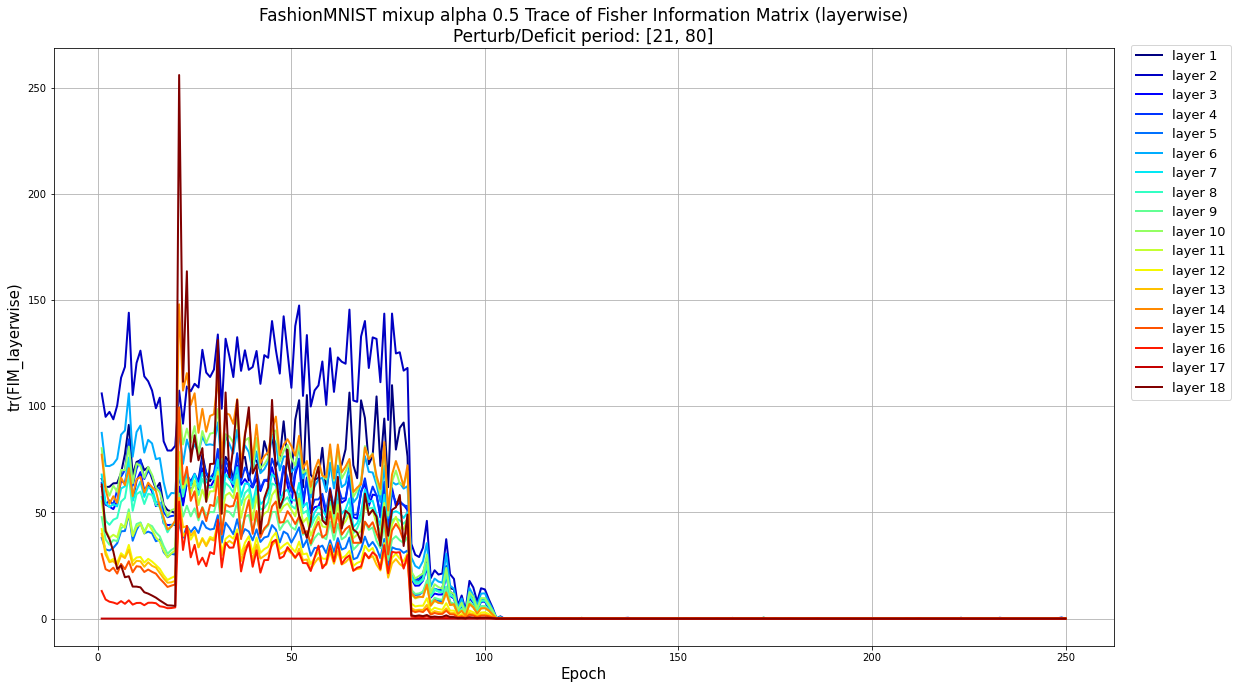 FashionMNIST mixup alpha 0.5 Trace of Fisher Information Matrix (layerwise)
Perturb/Deficit period: [21, 80]
tr(FIM_layerwise)
250
200
150
100
50
0
0
50
100
150
200
250
Epoch
layer 1
layer 2
layer 3
layer 4
layer 5
layer 6
layer 7
layer 8
layer 9
layer 10
layer 11
layer 12
layer 13
layer 14
layer 15
layer 16
layer 17
layer 18